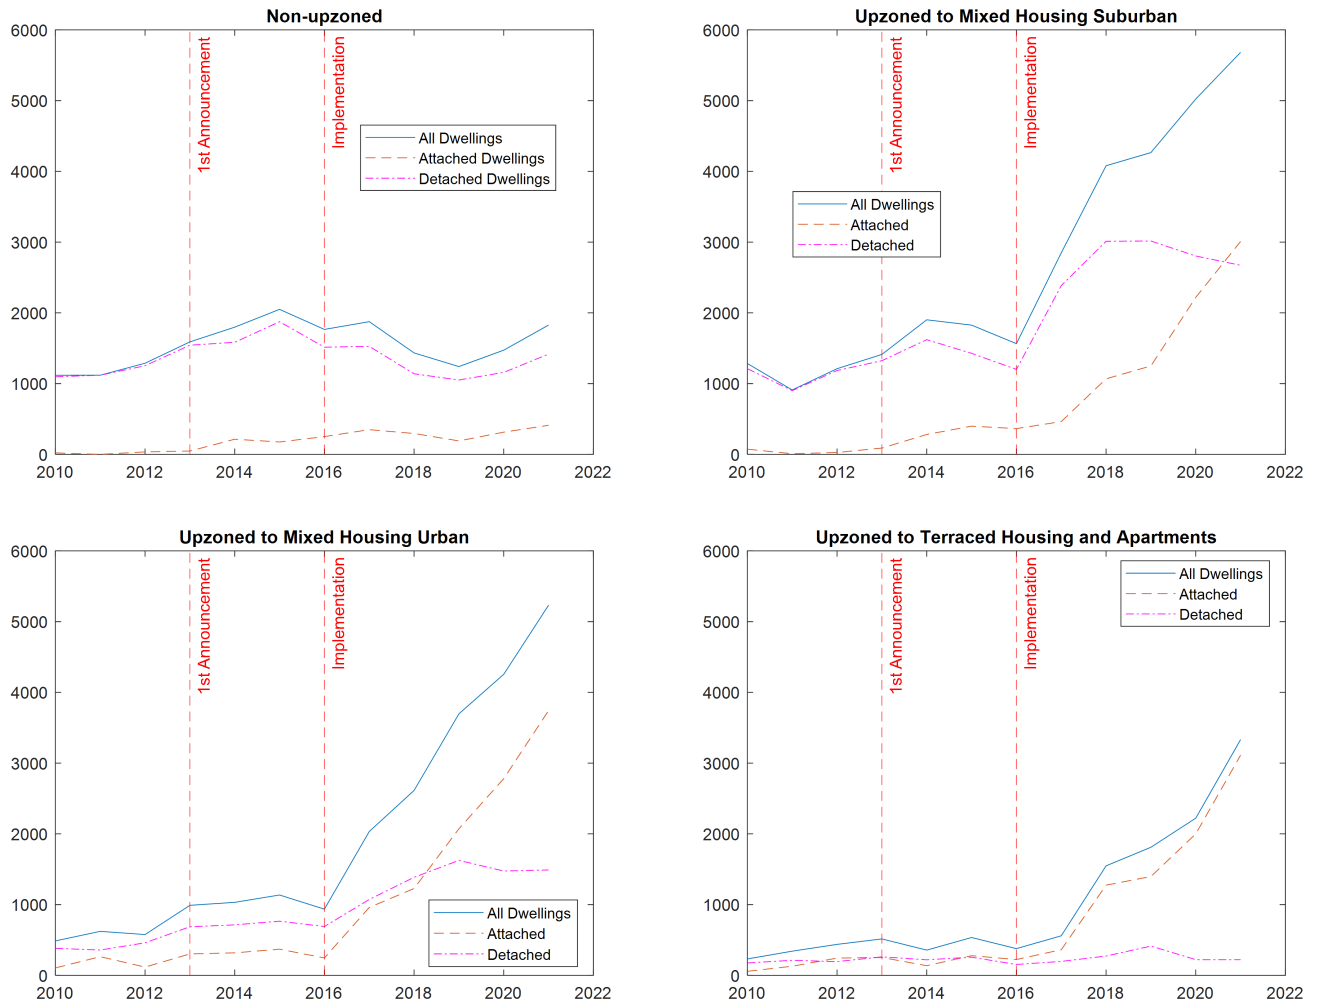 Non-upzoned
6000
5000
4000
3000
2000
1000
0
2010
2012
2014
2016
2018
2020
2022
1st Announcement
Implementation
All Dwellings
Attached Dwellings
Detached Dwellings
Upzoned to Mixed Housing Suburban
6000
5000
4000
3000
2000
1000
0
2010
2012
2014
2016
2018
2020
2022
1st Announcement
Implementation
All Dwellings
Attached
Detached
Upzoned to Mixed Housing Urban
6000
5000
4000
3000
2000
1000
0
2010
2012
2014
2016
2018
2020
2022
1st Announcement
Implementation
All Dwellings
Attached
Detached
Upzoned to Terraced Housing and Apartments
6000
5000
4000
3000
2000
1000
0
2010
2012
2014
2016
2018
2020
2022
1st Announcement
Implementation
All Dwellings
Attached
Detached